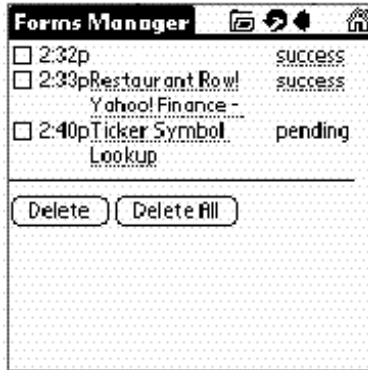 Forms Manager
2:32p success
2:33pRestaurant Row! success
Yahoo! Finance -
2:40pTicker Symbol pending
Lookup
Delete Delete All